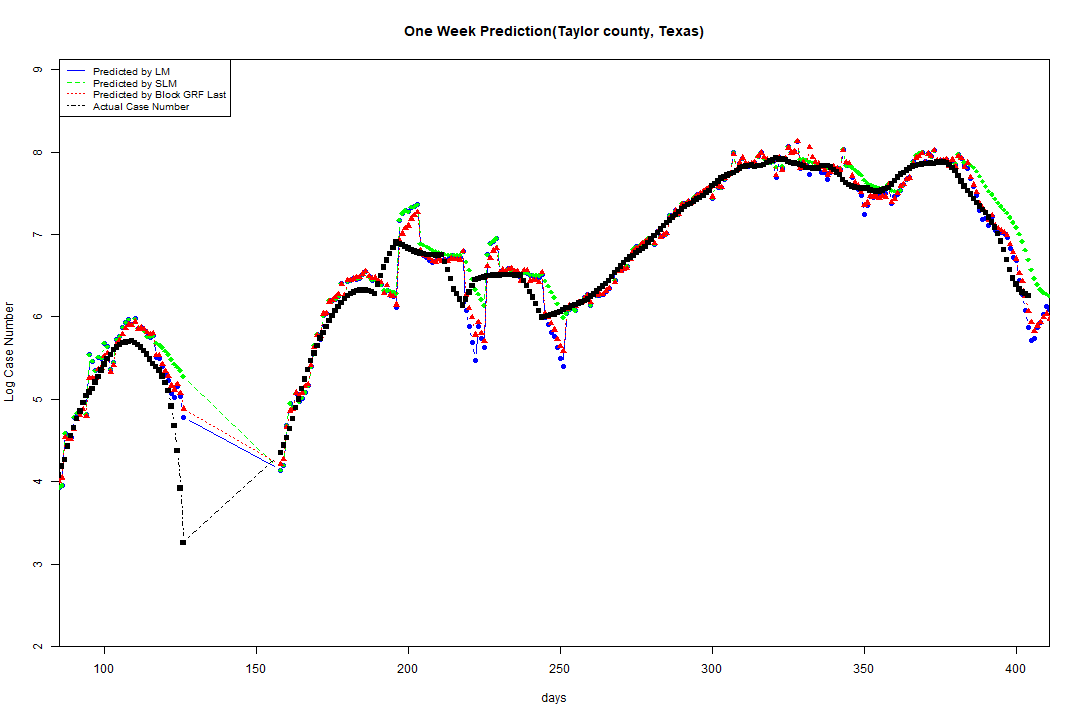 One Week Prediction(Taylor county, Texas)
Predicted by LM
Predicted by SLM
Predicted by Block GRF Last
Actual Case Number
9
8
7
6
5
4
3
2
Log Case Number
100 150 200 250 300 350 400
days